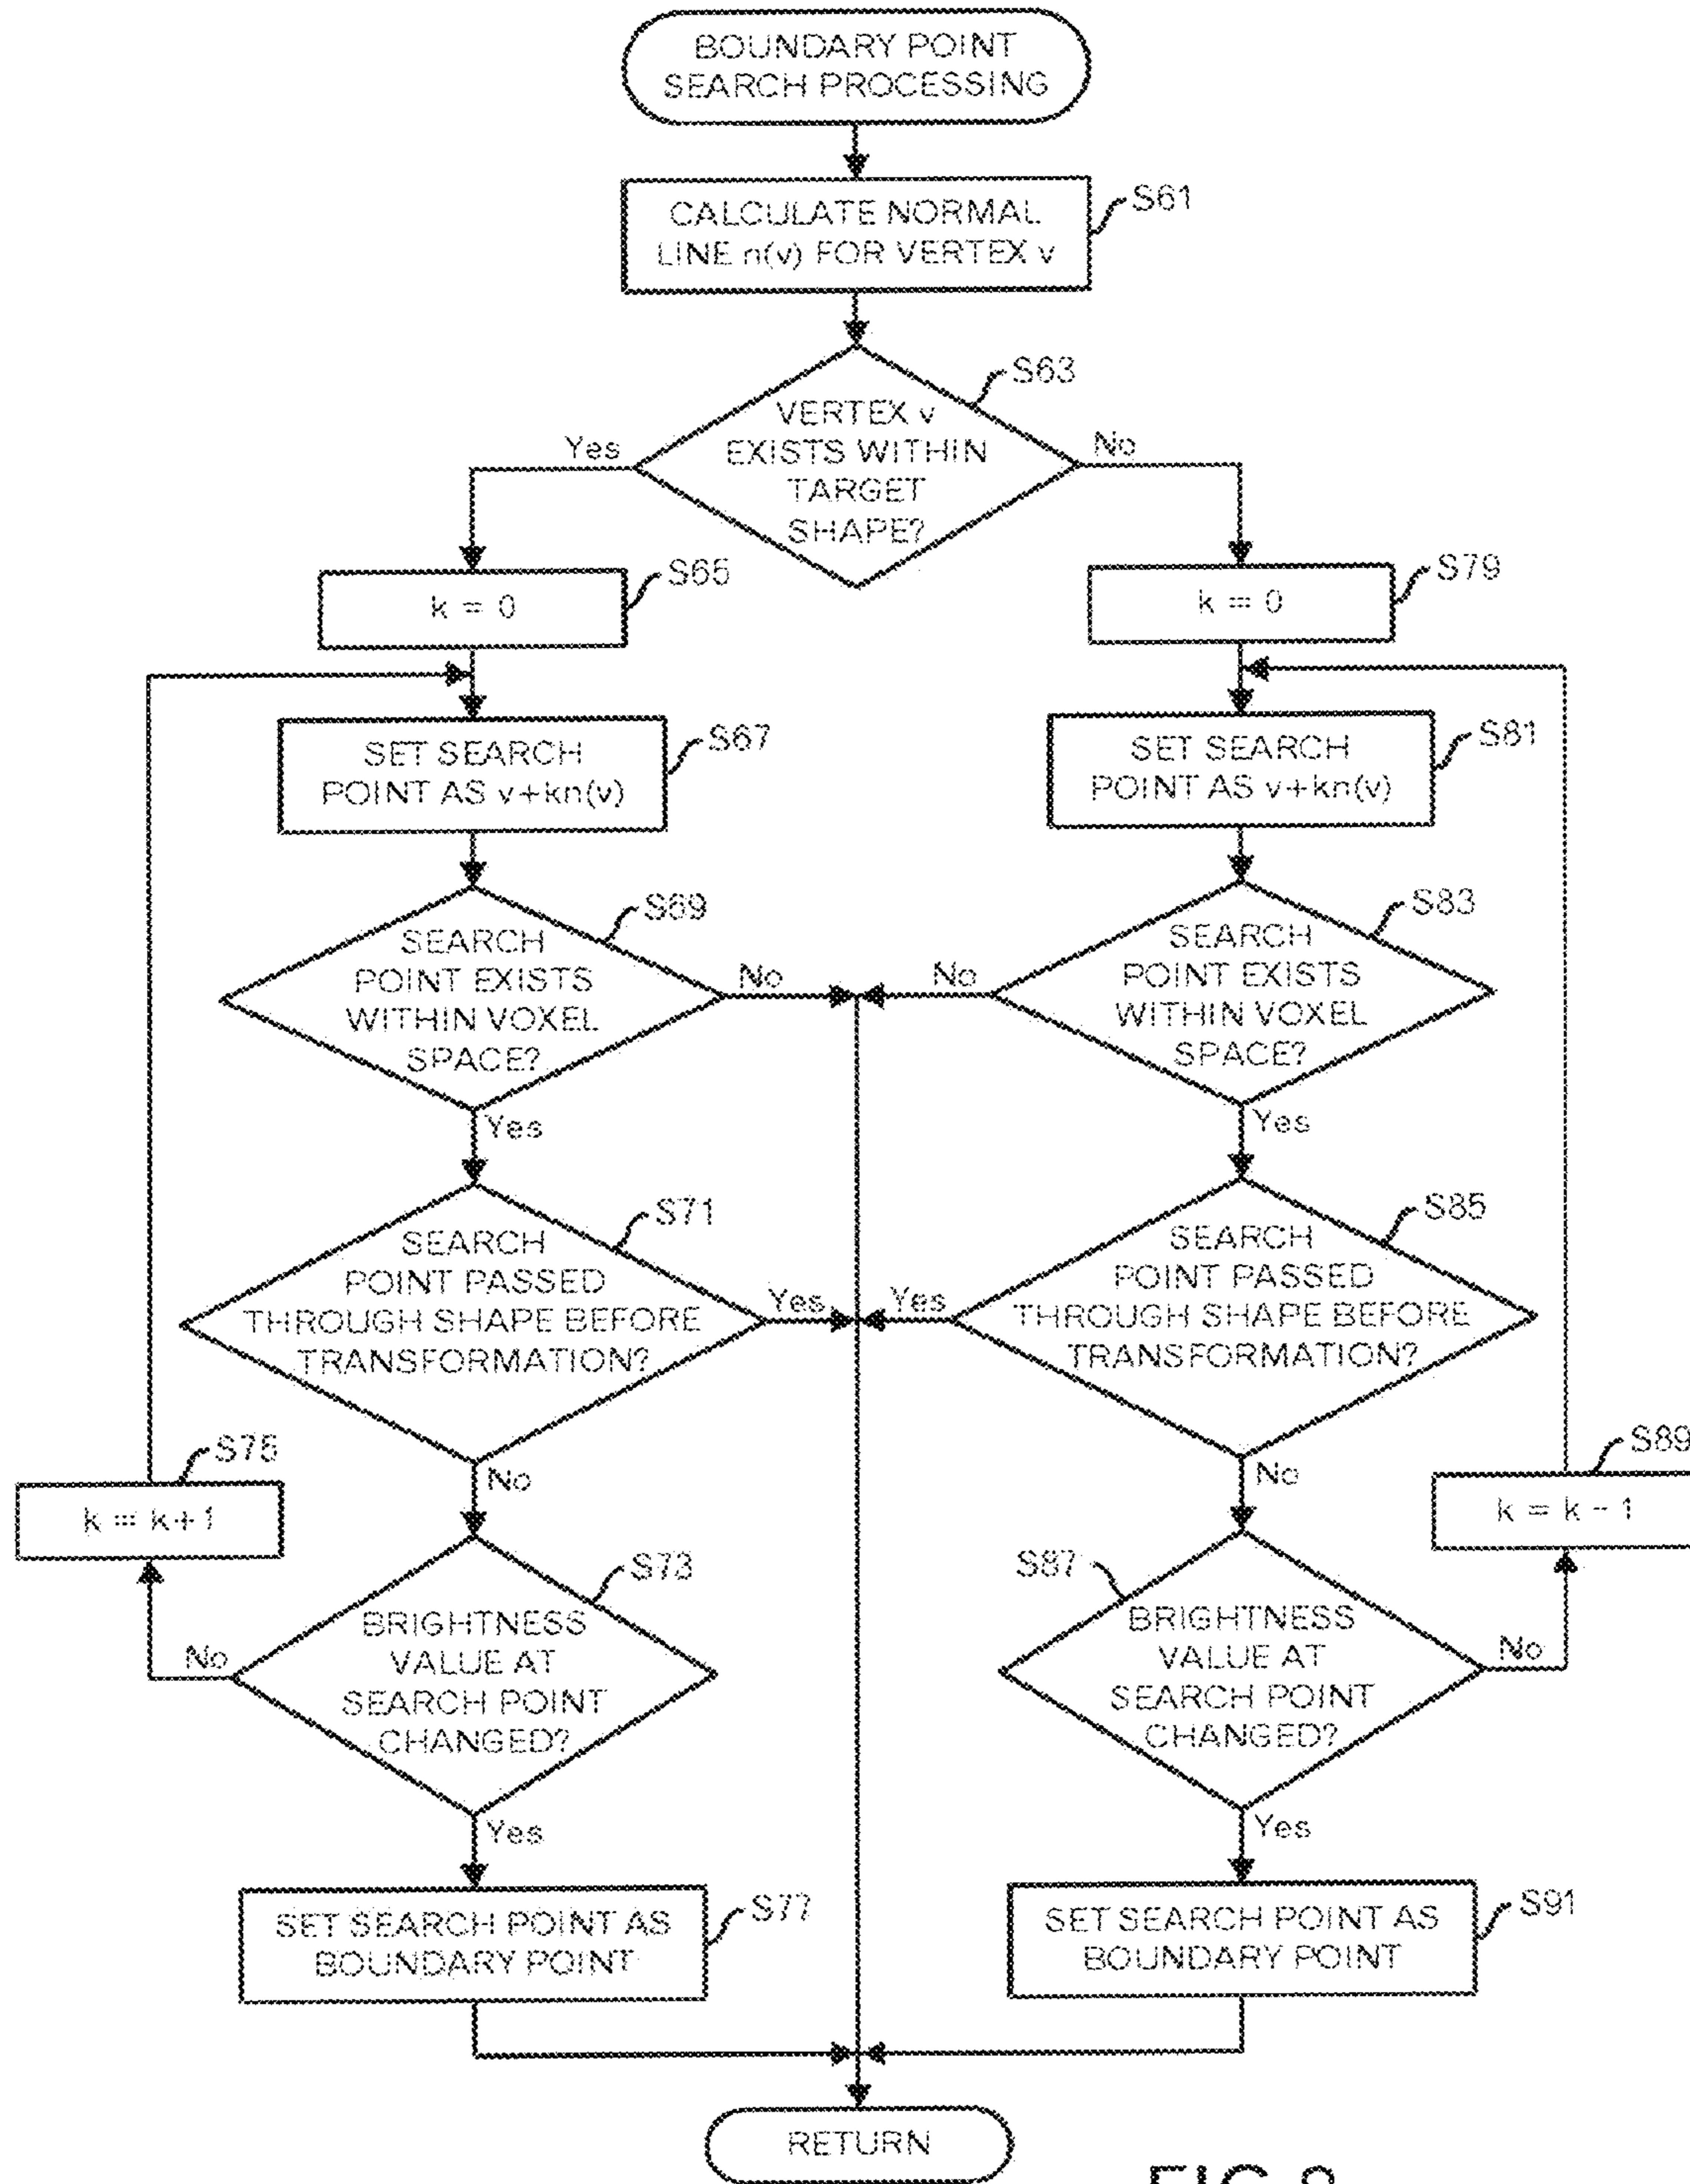 BOUNDARY POINT
SEARCH PROCESSING
S61
CALCULATE NORMAL
LINE n(v) FOR VERTEX v
S63
VERTEX v
EXISTS WITHIN
TARGET
SHAPE?
Yes
No
S65
k = 0
S79
k = 0
S67
SET SEARCH
POINT AS v+kn(v)
S81
SET SEARCH
POINT AS v+kn(v)
S69
SEARCH
POINT EXISTS
WITHIN VOXEL
SPACE?
No
Yes
S83
SEARCH
POINT EXISTS
WITHIN VOXEL
SPACE?
No
Yes
S71
SEARCH
POINT PASSED
THROUGH SHAPE BEFORE
TRANSFORMATION?
Yes
No
S85
SEARCH
POINT PASSED
THROUGH SHAPE BEFORE
TRANSFORMATION?
Yes
No
S75
k = k+1
S89
k = k-1
S73
BRIGHTNESS
VALUE AT
SEARCH POINT
CHANGED?
No
Yes
S87
BRIGHTNESS
VALUE AT
SEARCH POINT
CHANGED?
No
Yes
S77
SET SEARCH POINT AS
BOUNDARY POINT
S91
SET SEARCH POINT AS
BOUNDARY POINT
RETURN